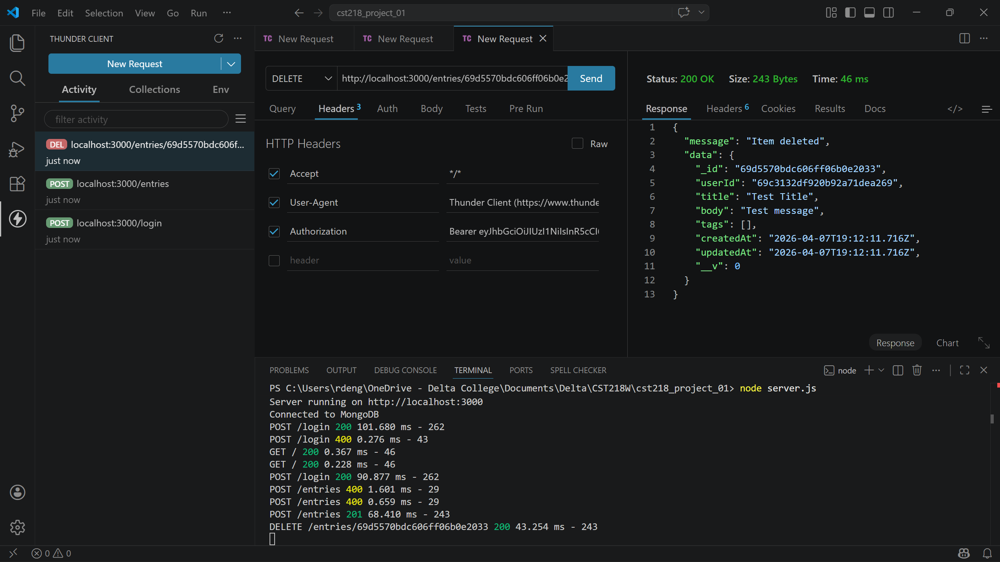 File Edit Selection View Go Run ···
cst218_project_01
THUNDER CLIENT
New Request
Activity Collections Env
filter activity
DEL localhost:3000/entries/69d5570bdc606f...
just now
POST localhost:3000/entries
just now
POST localhost:3000/login
just now
TC New Request
TC New Request
TC New Request
DELETE http://localhost:3000/entries/69d5570bdc606ff06b0e2 Send
Query Headers 3 Auth Body Tests Pre Run
HTTP Headers Raw
Accept */*
User-Agent Thunder Client (https://www.thunde
Authorization Bearer eyJhbGciOiJIUzI1NiIsInR5cCI6
header value
Status: 200 OK Size: 243 Bytes Time: 46 ms
Response Headers 6 Cookies Results Docs </>
1 {
2 "message": "Item deleted",
3 "data": {
4 "_id": "69d5570bdc606ff06b0e2033",
5 "userId": "69c3132df920b92a71dea269",
6 "title": "Test Title",
7 "body": "Test message",
8 "tags": [],
9 "createdAt": "2026-04-07T19:12:11.716Z",
10 "updatedAt": "2026-04-07T19:12:11.716Z",
11 "__v": 0
12 }
13 }
Response Chart
PROBLEMS OUTPUT DEBUG CONSOLE TERMINAL PORTS SPELL CHECKER
node
PS C:\Users\rdeng\OneDrive - Delta College\Documents\Delta\CST218W\cst218_project_01> node server.js
Server running on http://localhost:3000
Connected to MongoDB
POST /login 200 101.680 ms - 262
POST /login 400 0.276 ms - 43
GET / 200 0.367 ms - 46
GET / 200 0.228 ms - 46
POST /login 200 90.877 ms - 262
POST /entries 400 1.601 ms - 29
POST /entries 400 0.659 ms - 29
POST /entries 201 68.410 ms - 243
DELETE /entries/69d5570bdc606ff06b0e2033 200 43.254 ms - 243
0 0